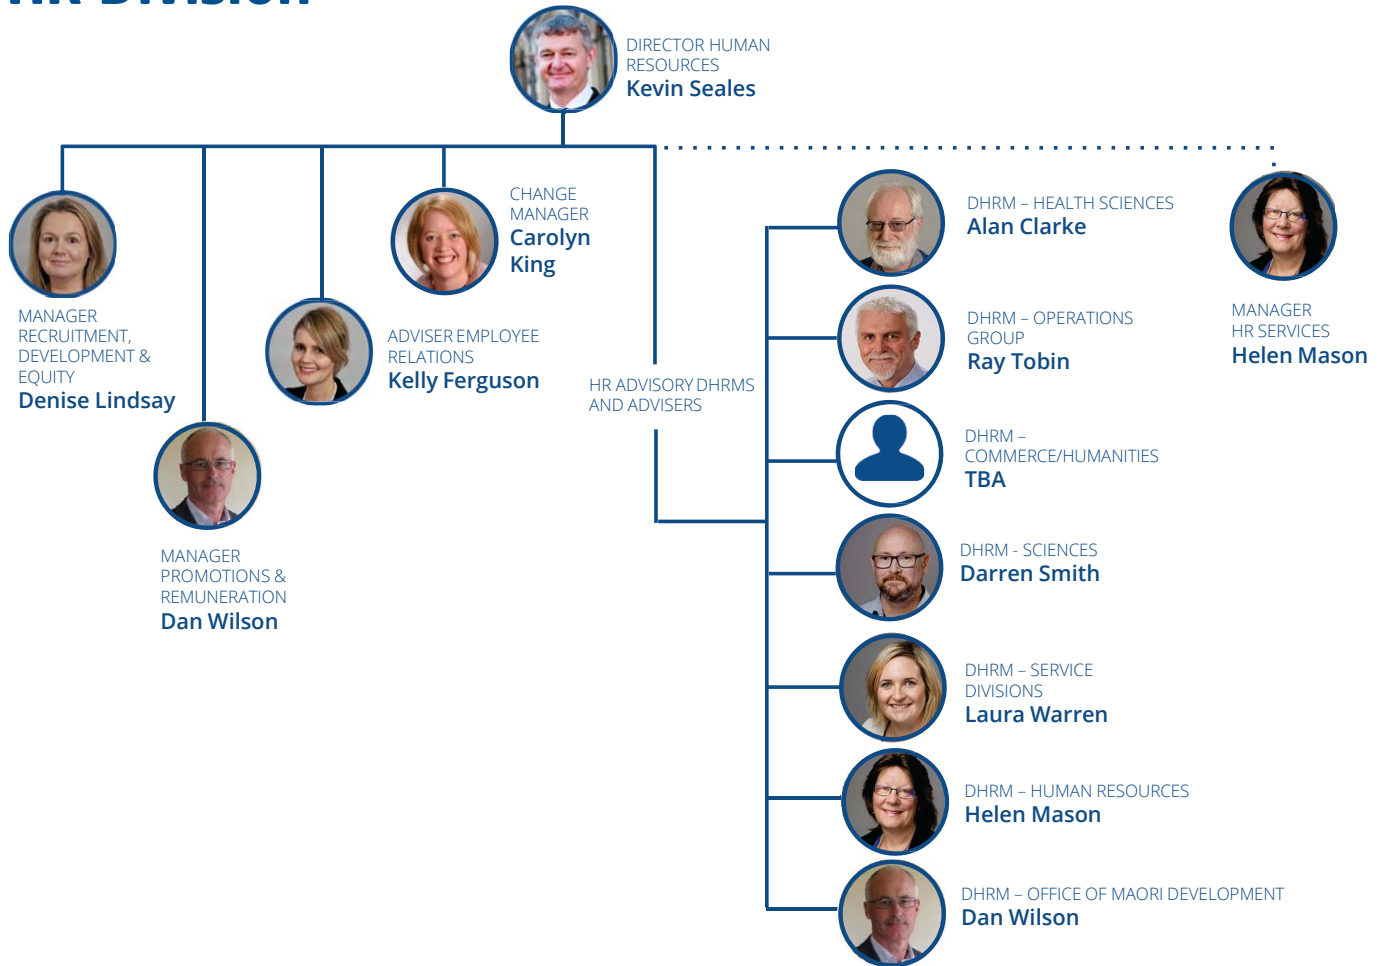 HR Division
DIRECTOR HUMAN
RESOURCES
Kevin Seales
MANAGER
RECRUITMENT,
DEVELOPMENT &
EQUITY
Denise Lindsay
MANAGER
PROMOTIONS &
REMUNERATION
Dan Wilson
ADVISER EMPLOYEE
RELATIONS
Kelly Ferguson
CHANGE
MANAGER
Carolyn
King
HR ADVISORY DHRMS
AND ADVISERS
DHRM – HEALTH SCIENCES
Alan Clarke
DHRM – OPERATIONS
GROUP
Ray Tobin
DHRM –
COMMERCE/HUMANITIES
TBA
DHRM - SCIENCES
Darren Smith
DHRM – SERVICE
DIVISIONS
Laura Warren
DHRM – HUMAN RESOURCES
Helen Mason
DHRM – OFFICE OF MAORI DEVELOPMENT
Dan Wilson
MANAGER
HR SERVICES
Helen Mason